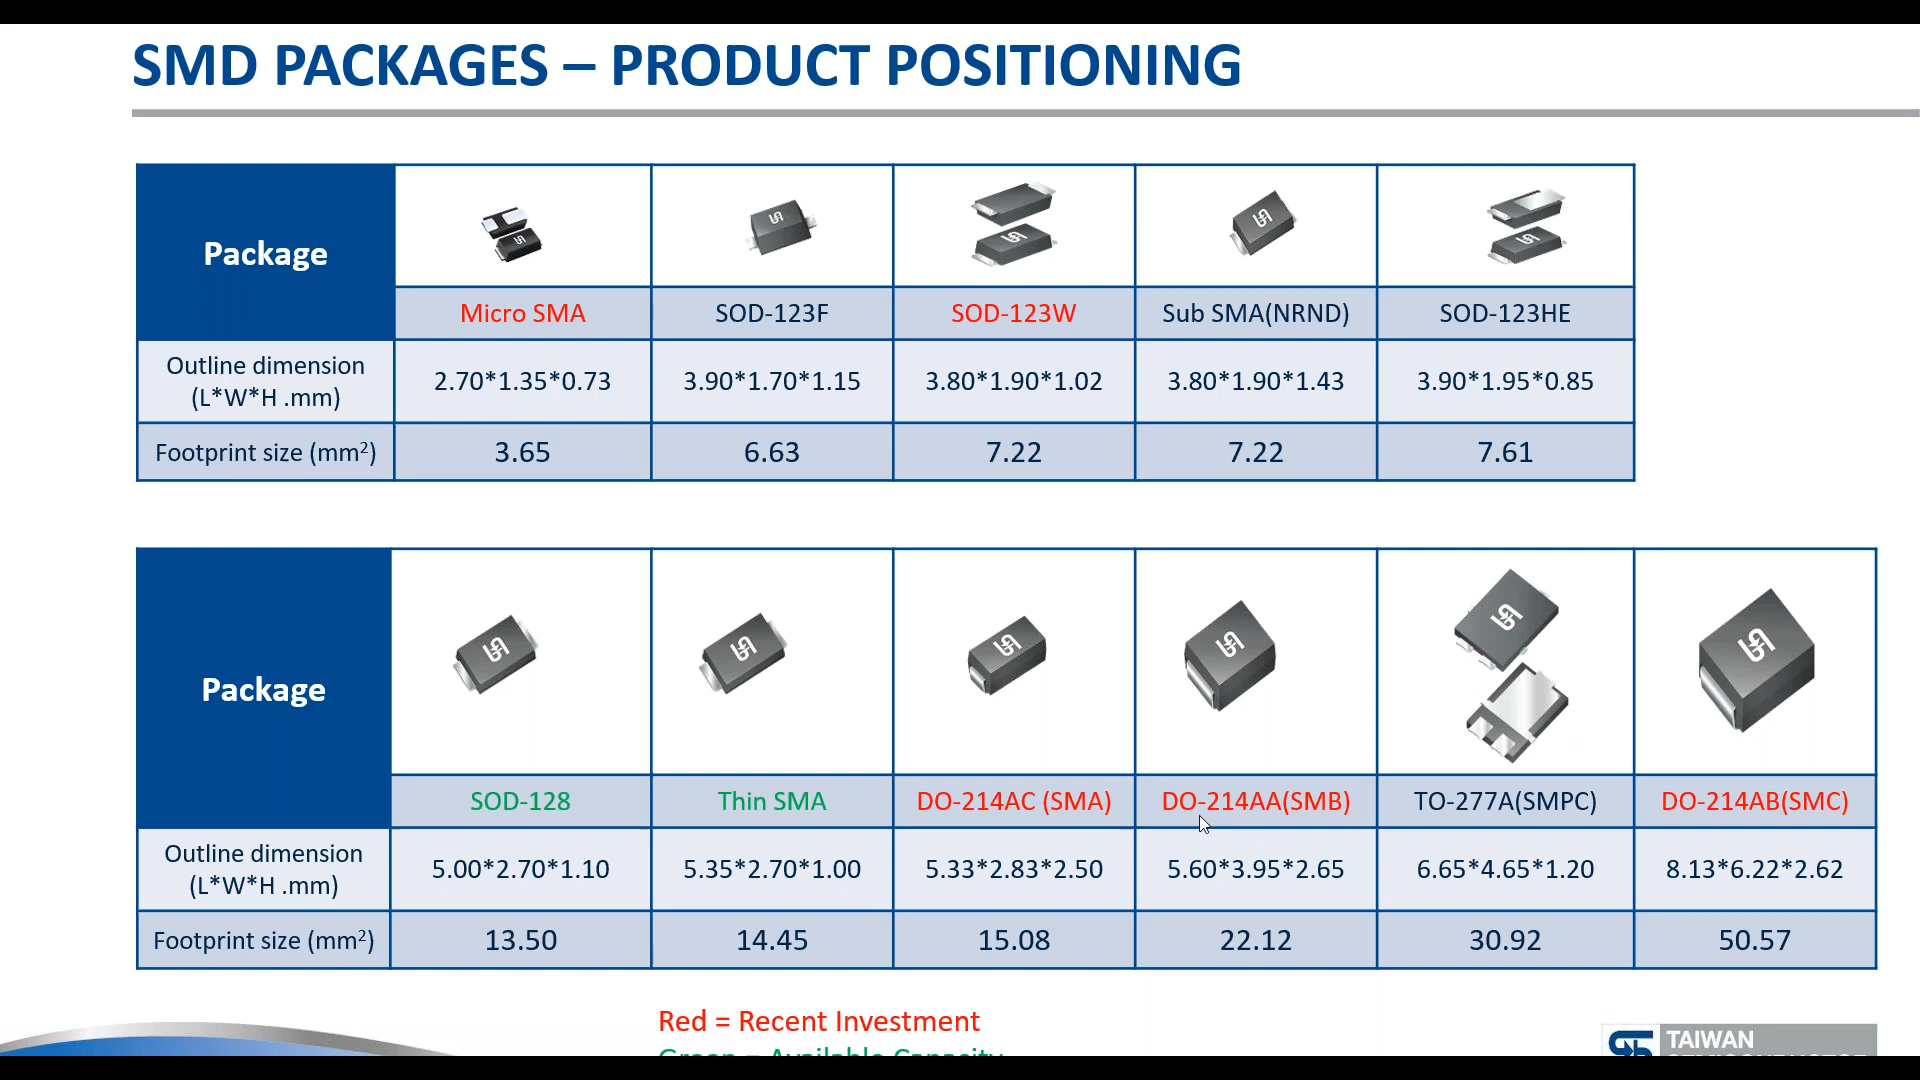 SMD PACKAGES – PRODUCT POSITIONING
Package
Micro SMA SOD-123F SOD-123W Sub SMA(NRND) SOD-123HE
Outline dimension
(L*W*H .mm)
2.70*1.35*0.73 3.90*1.70*1.15 3.80*1.90*1.02 3.80*1.90*1.43 3.90*1.95*0.85
Footprint size (mm²) 3.65 6.63 7.22 7.22 7.61
Package
SOD-128 Thin SMA DO-214AC (SMA) DO-214AA(SMB) TO-277A(SMPC) DO-214AB(SMC)
Outline dimension
(L*W*H .mm)
5.00*2.70*1.10 5.35*2.70*1.00 5.33*2.83*2.50 5.60*3.95*2.65 6.65*4.65*1.20 8.13*6.22*2.62
Footprint size (mm²) 13.50 14.45 15.08 22.12 30.92 50.57
Red = Recent Investment
Green = Available Capacity
TAIWAN